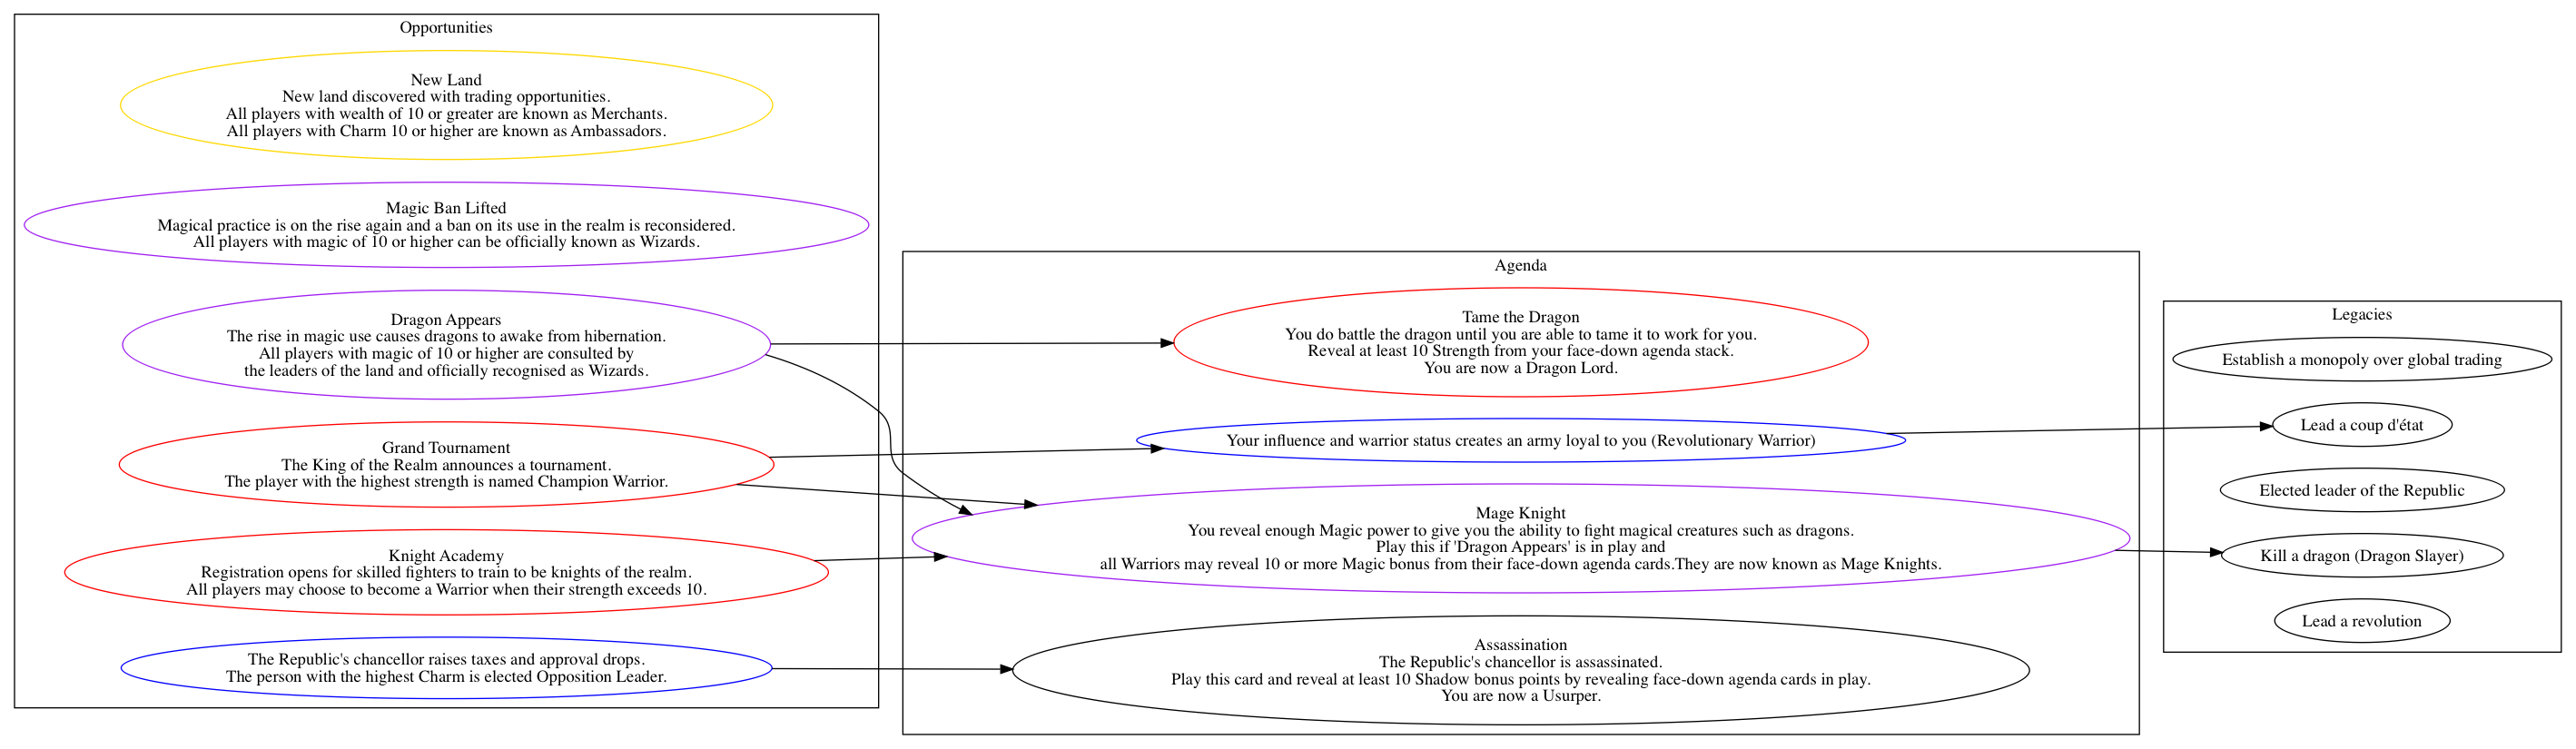 Opportunities
New Land
New land discovered with trading opportunities.
All players with wealth of 10 or greater are known as Merchants.
All players with Charm 10 or higher are known as Ambassadors.
Magic Ban Lifted
Magical practice is on the rise again and a ban on its use in the realm is reconsidered.
All players with magic of 10 or higher can be officially known as Wizards.
Dragon Appears
The rise in magic use causes dragons to awake from hibernation.
All players with magic of 10 or higher are consulted by
the leaders of the land and officially recognised as Wizards.
Grand Tournament
The King of the Realm announces a tournament.
The player with the highest strength is named Champion Warrior.
Knight Academy
Registration opens for skilled fighters to train to be knights of the realm.
All players may choose to become a Warrior when their strength exceeds 10.
The Republic's chancellor raises taxes and approval drops.
The person with the highest Charm is elected Opposition Leader.
Agenda
Tame the Dragon
You do battle the dragon until you are able to tame it to work for you.
Reveal at least 10 Strength from your face-down agenda stack.
You are now a Dragon Lord.
Your influence and warrior status creates an army loyal to you (Revolutionary Warrior)
Mage Knight
You reveal enough Magic power to give you the ability to fight magical creatures such as dragons.
Play this if 'Dragon Appears' is in play and
all Warriors may reveal 10 or more Magic bonus from their face-down agenda cards.They are now known as Mage Knights.
Assassination
The Republic's chancellor is assassinated.
Play this card and reveal at least 10 Shadow bonus points by revealing face-down agenda cards in play.
You are now a Usurper.
Legacies
Establish a monopoly over global trading
Lead a coup d'état
Elected leader of the Republic
Kill a dragon (Dragon Slayer)
Lead a revolution